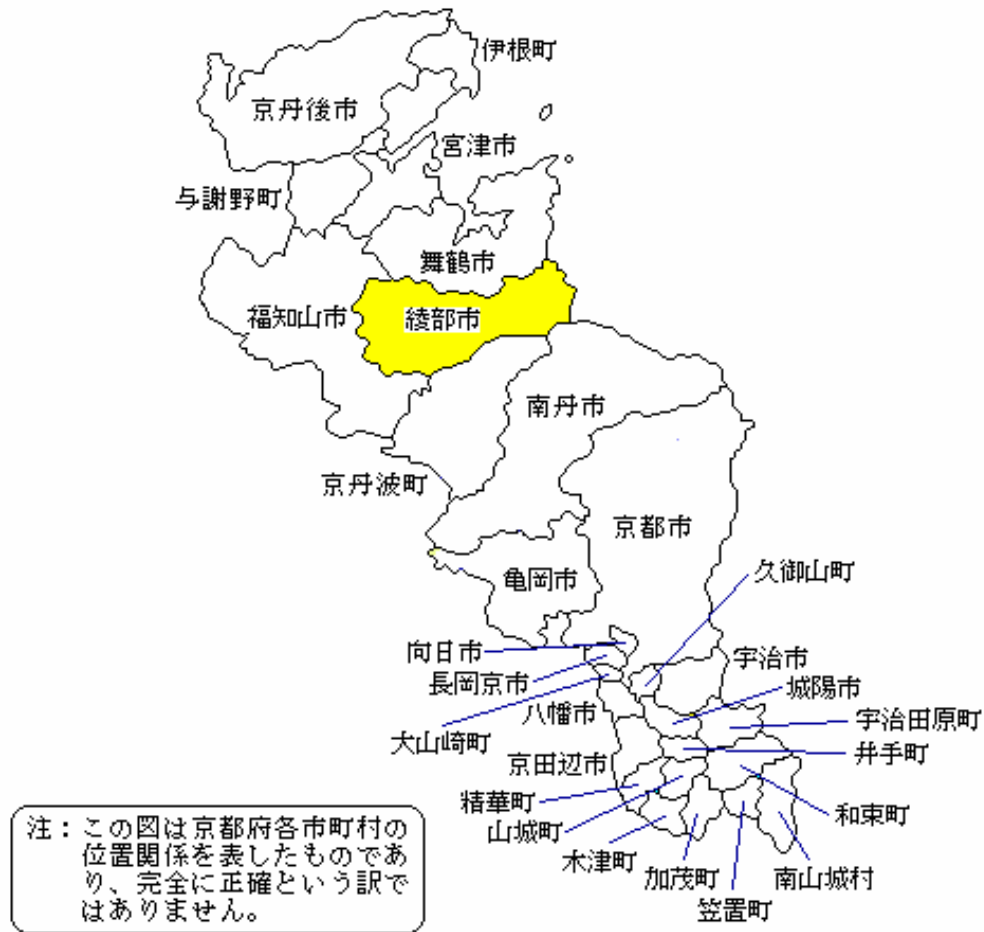 伊根町
京丹後市
宮津市
与謝野町
舞鶴市
福知山市
綾部市
南丹市
京丹波町
京都市
久御山町
亀岡市
向日市
宇治市
長岡京市
城陽市
八幡市
宇治田原町
大山崎町
京田辺市
井手町
精華町
和束町
山城町
木津町
加茂町
南山城村
笠置町
注：この図は京都府各市町村の
位置関係を表したものであ
り、完全に正確という訳で
はありません。